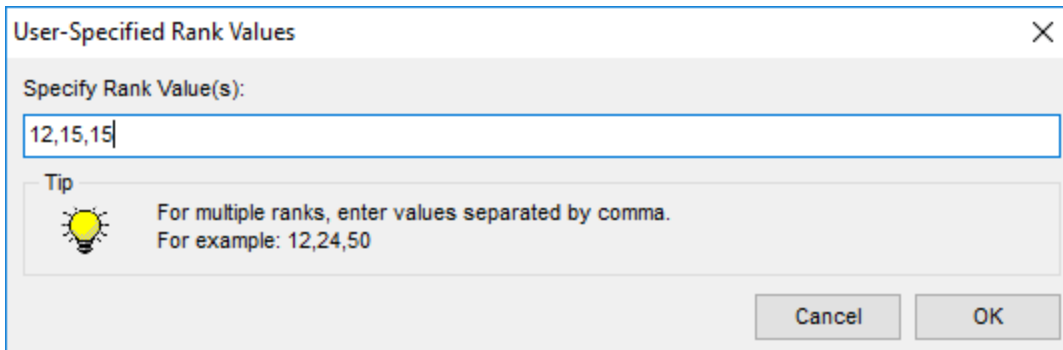 User-Specified Rank Values
Specify Rank Value(s):
12,15,15
Tip
For multiple ranks, enter values separated by comma.
For example: 12,24,50
Cancel
OK